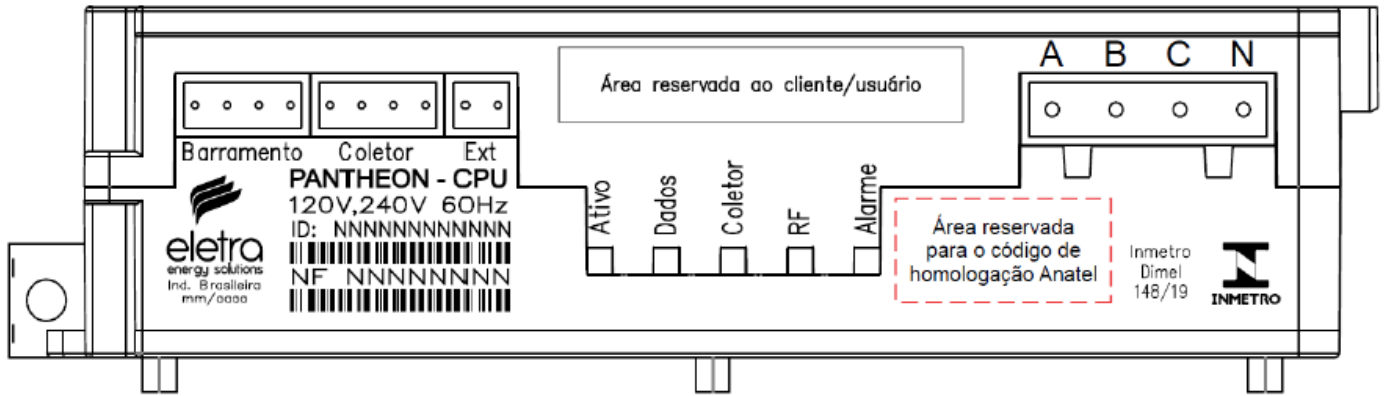 A B C N
Área reservada ao cliente/usuário
Barramento Coletor Ext
PANTHEON - CPU
120V,240V 60Hz
ID: NNNNNNNNNNNN
NF NNNNNNNN
eletra
energy solutions
Ind. Brasileira
mm/aaaa
Ativo
Dados
Coletor
RF
Alarme
Área reservada
para o código de
homologação Anatel
Inmetro
Dimel
148/19
INMETRO